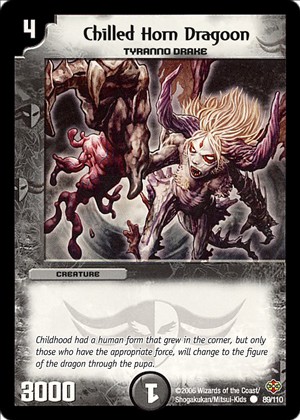 4
Chilled Horn Dragoon
TYRANNO DRAKE
CREATURE
Childhood had a human form that grew in the corner, but only
those who have the appropriate force, will change to the figure
of the dragon through the pupa.
3000
1
©2006 Wizards of the Coast/
Shogakukan/Mitsui-Kids
89/110